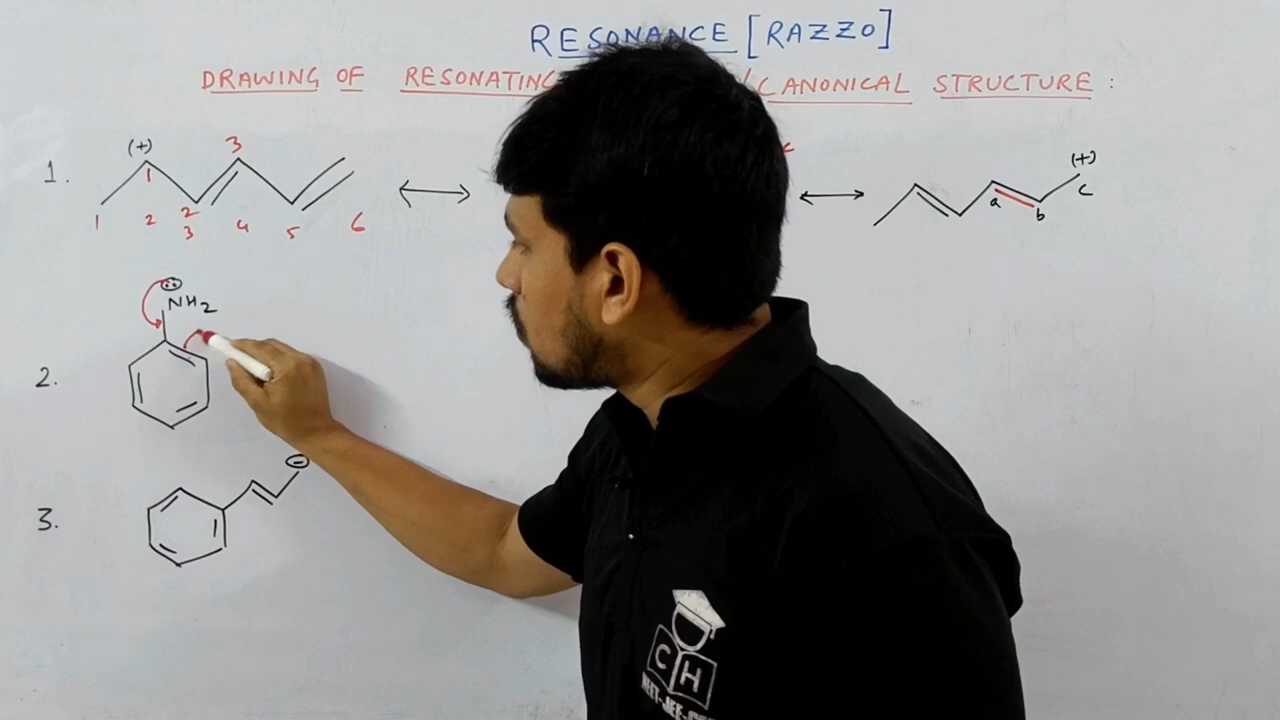 RESONANCE [RAZZO]
DRAWING OF RESONATING / CANONICAL STRUCTURE :
1. (+) 1 3 2 1 2 3 4 5 6
a b c (+)
2. NH2
3.
CH